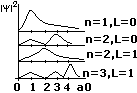 |Ψ|²
n=1,L=0
n=2,L=0
n=2,L=1
n=3,L=1
0 1 2 3 4 a0